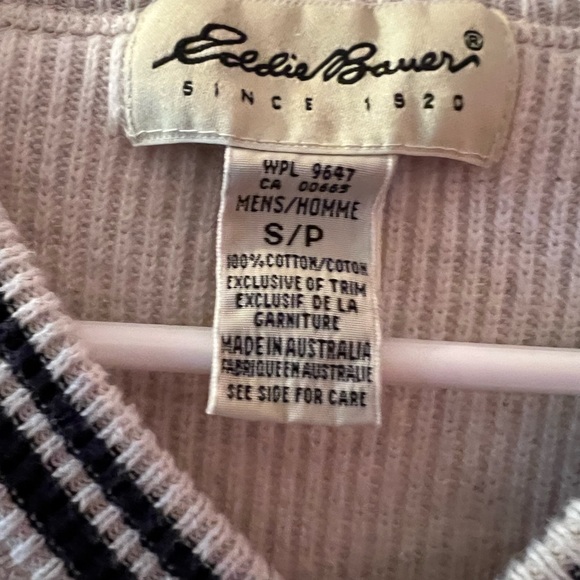 Eddie Bauer®
SINCE 1920
WPL 9647
CA 00665
MENS/HOMME
S/P
100% COTTON/COTON
EXCLUSIVE OF TRIM
EXCLUSIF DE LA
GARNITURE
MADE IN AUSTRALIA
FABRIQUE EN AUSTRALIE
SEE SIDE FOR CARE